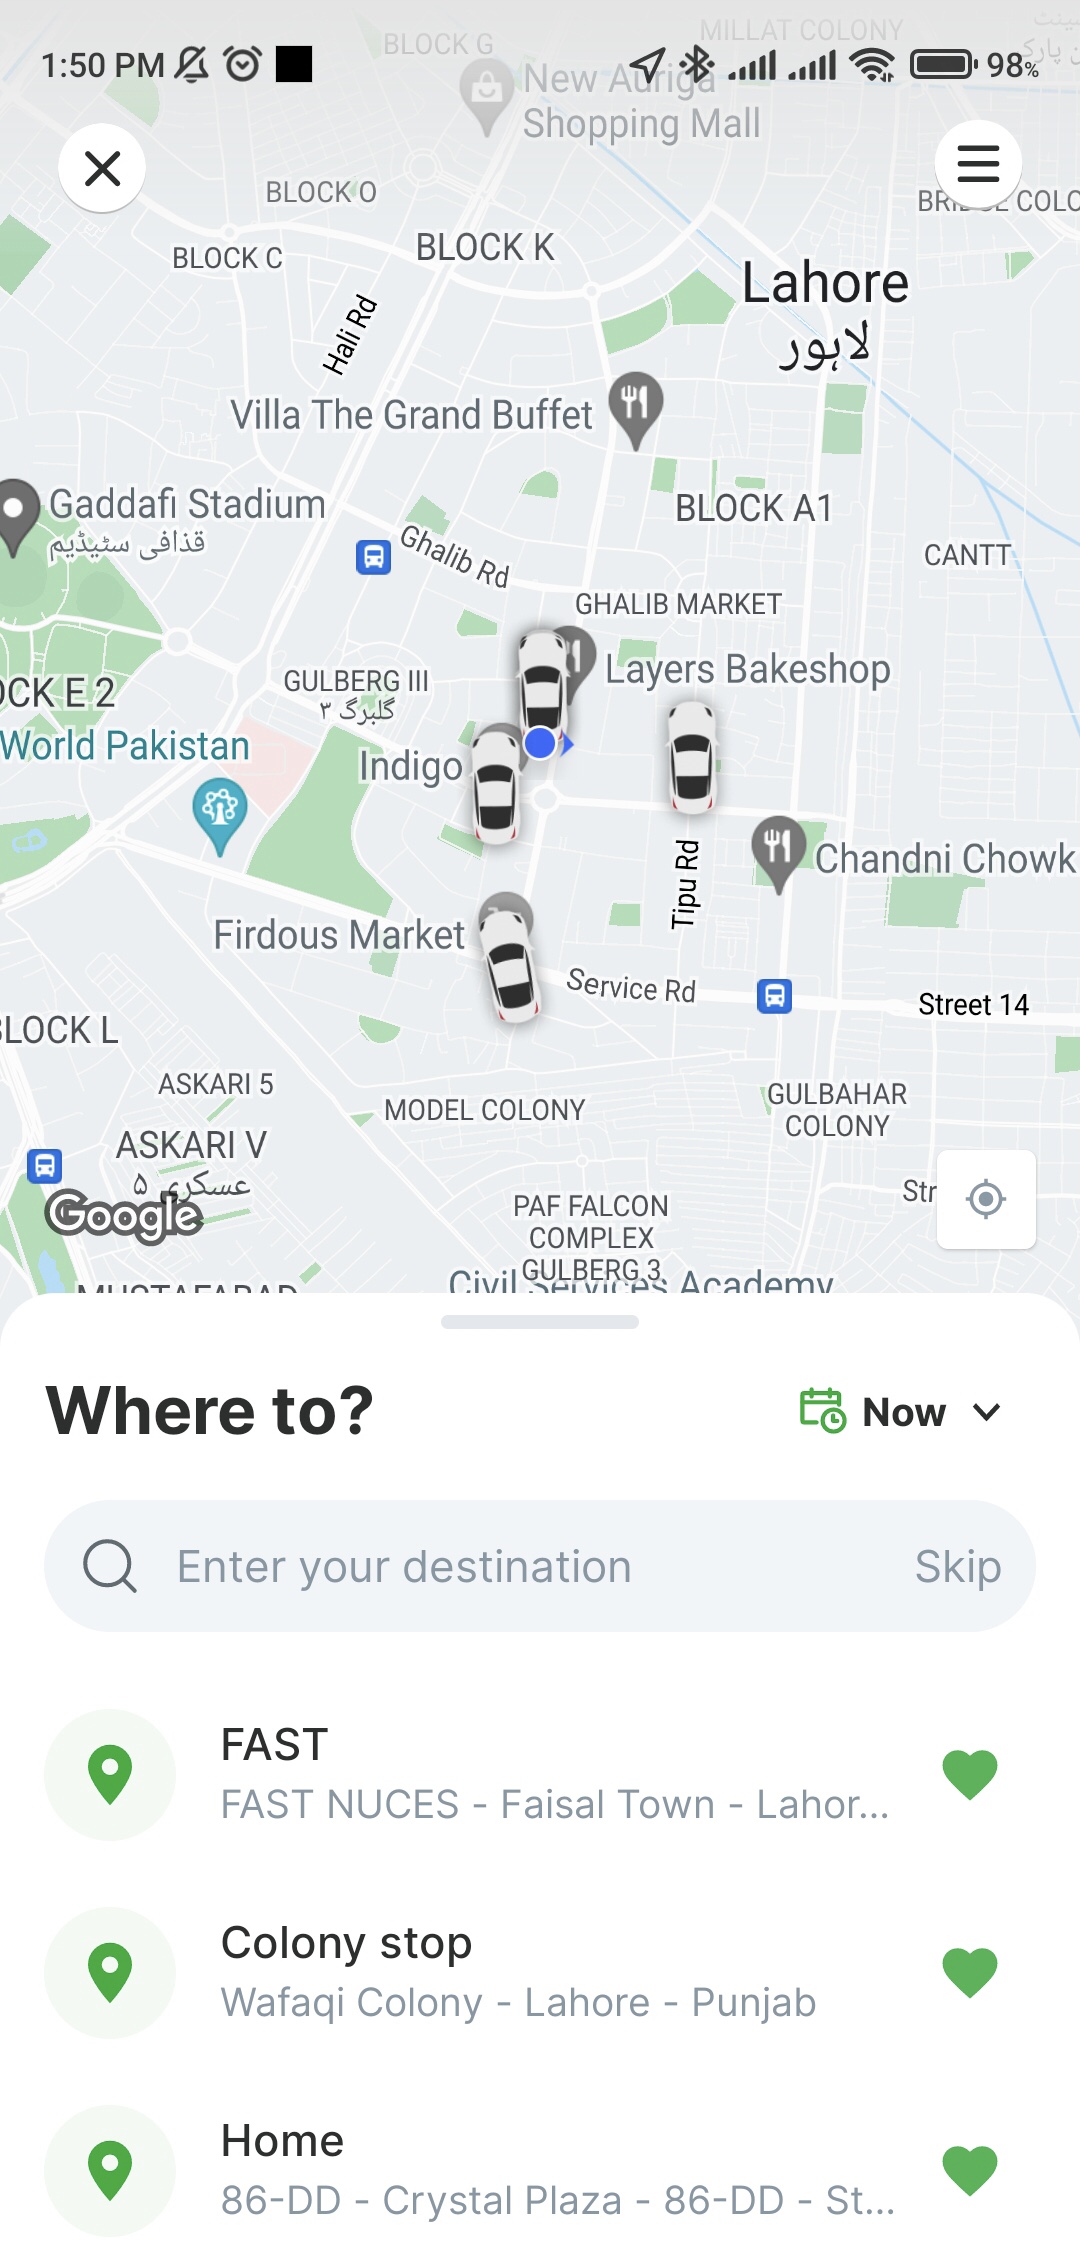 1:50 PM
98%
MILLAT COLONY
BLOCK G
New Auriga
Shopping Mall
BLOCK O
BLOCK C
BLOCK K
Hali Rd
Lahore
لاہور
Villa The Grand Buffet
Gaddafi Stadium
قذافی سٹیڈیم
BLOCK A1
Ghalib Rd
CANTT
GHALIB MARKET
Layers Bakeshop
GULBERG III
گلبرگ ۳
OCK E 2
World Pakistan
Indigo
Tipu Rd
Chandni Chowk
Firdous Market
Service Rd
Street 14
BLOCK L
ASKARI 5
MODEL COLONY
GULBAHAR
COLONY
ASKARI V
عسکری ۵
Google
Str
PAF FALCON
COMPLEX
GULBERG 3
Civil Services Academy
Where to?
Now
Enter your destination
Skip
FAST
FAST NUCES - Faisal Town - Lahor...
Colony stop
Wafaqi Colony - Lahore - Punjab
Home
86-DD - Crystal Plaza - 86-DD - St...